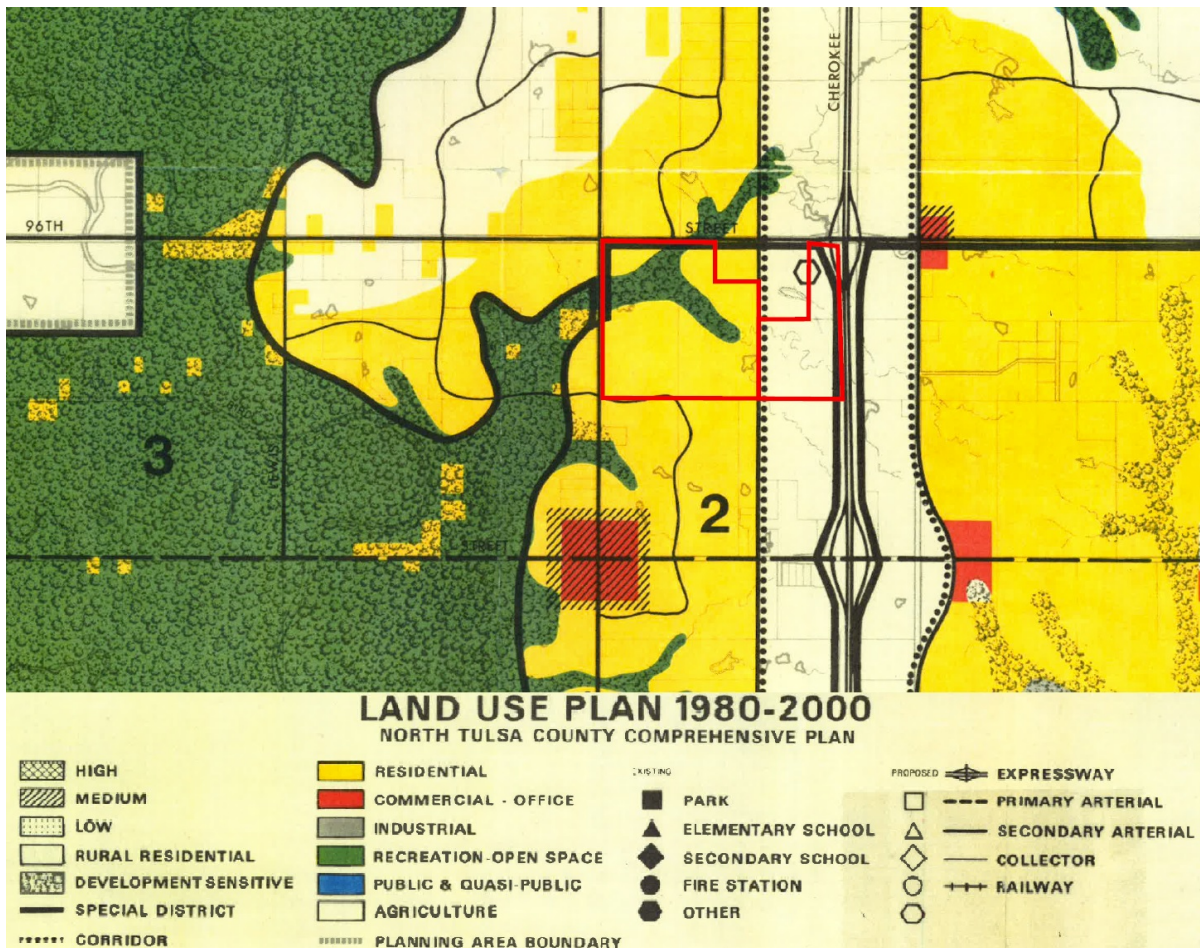 CHEROKEE
96TH
STREET
3
LEWIS
2
STREET
LAND USE PLAN 1980-2000
NORTH TULSA COUNTY COMPREHENSIVE PLAN
HIGH
MEDIUM
LOW
RURAL RESIDENTIAL
DEVELOPMENT SENSITIVE
SPECIAL DISTRICT
CORRIDOR
RESIDENTIAL
COMMERCIAL - OFFICE
INDUSTRIAL
RECREATION-OPEN SPACE
PUBLIC & QUASI-PUBLIC
AGRICULTURE
PLANNING AREA BOUNDARY
EXISTING
PARK
ELEMENTARY SCHOOL
SECONDARY SCHOOL
FIRE STATION
OTHER
PROPOSED
EXPRESSWAY
PRIMARY ARTERIAL
SECONDARY ARTERIAL
COLLECTOR
RAILWAY